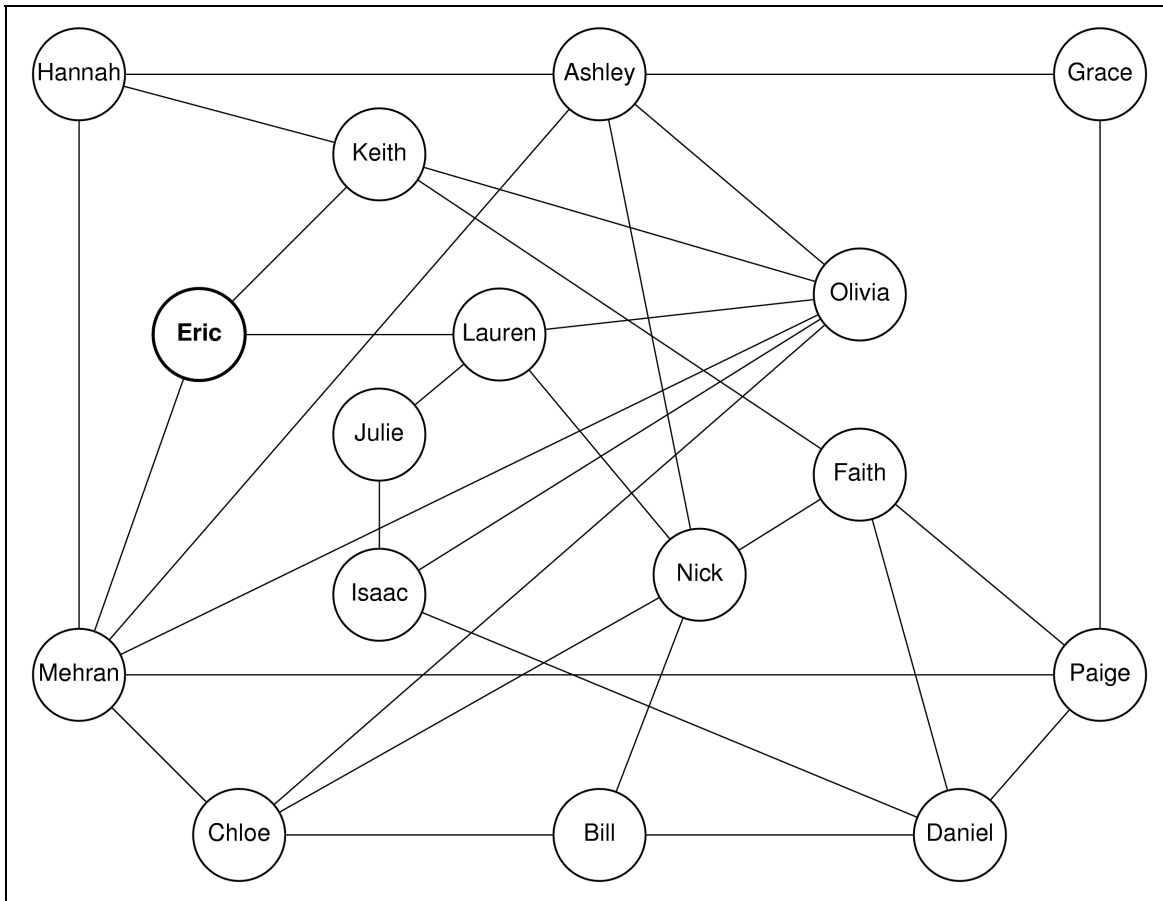 Hannah
Ashley
Grace
Keith
Olivia
Eric
Lauren
Julie
Faith
Nick
Isaac
Mehran
Paige
Chloe
Bill
Daniel